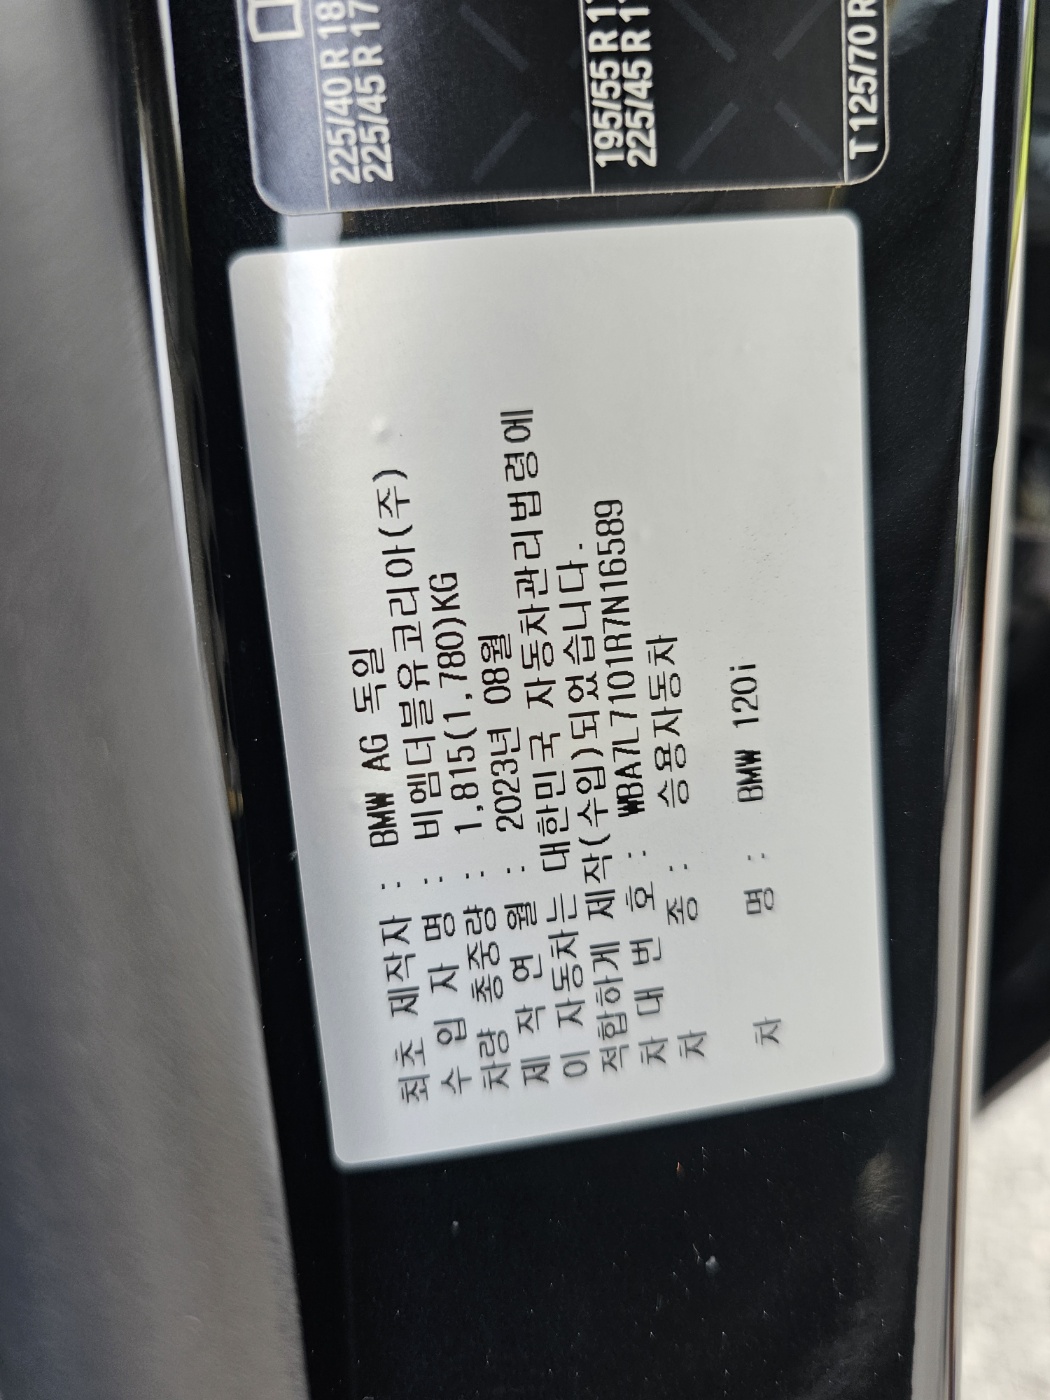 최초 제작자 : BMW AG 독일
수 입 자 명 : 비엠더블유코리아(주)
차량 총중량 : 1,815(1,780)KG
제 작 연 월 : 2023년 08월
이 자동차는 대한민국 자동차관리법령에
적합하게 제작(수입)되었습니다.
차 대 번 호 : WBA7L7101R7N16589
차 종 : 승용자동차
차 명 : BMW 120i
225/40 R 18
225/45 R 17
195/55 R 1
225/45 R 1
T 125/70 R